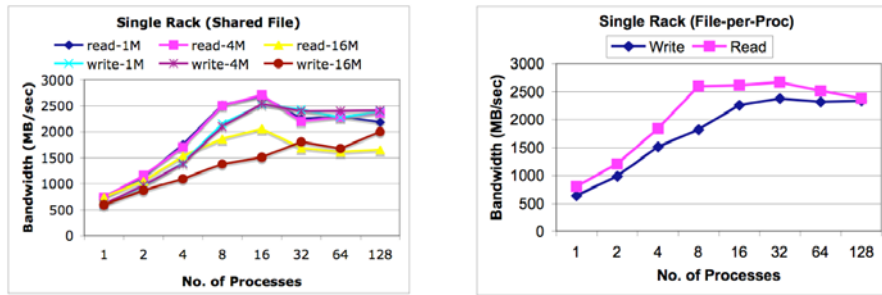 Single Rack (Shared File)
read-1M read-4M read-16M
write-1M write-4M write-16M
3000
2500
2000
1500
1000
500
0
Bandwidth (MB/sec)
1 2 4 8 16 32 64 128
No. of Processes
Single Rack (File-per-Proc)
Write Read
3000
2500
2000
1500
1000
500
0
Bandwidth (MB/sec)
1 2 4 8 16 32 64 128
No. of Processes